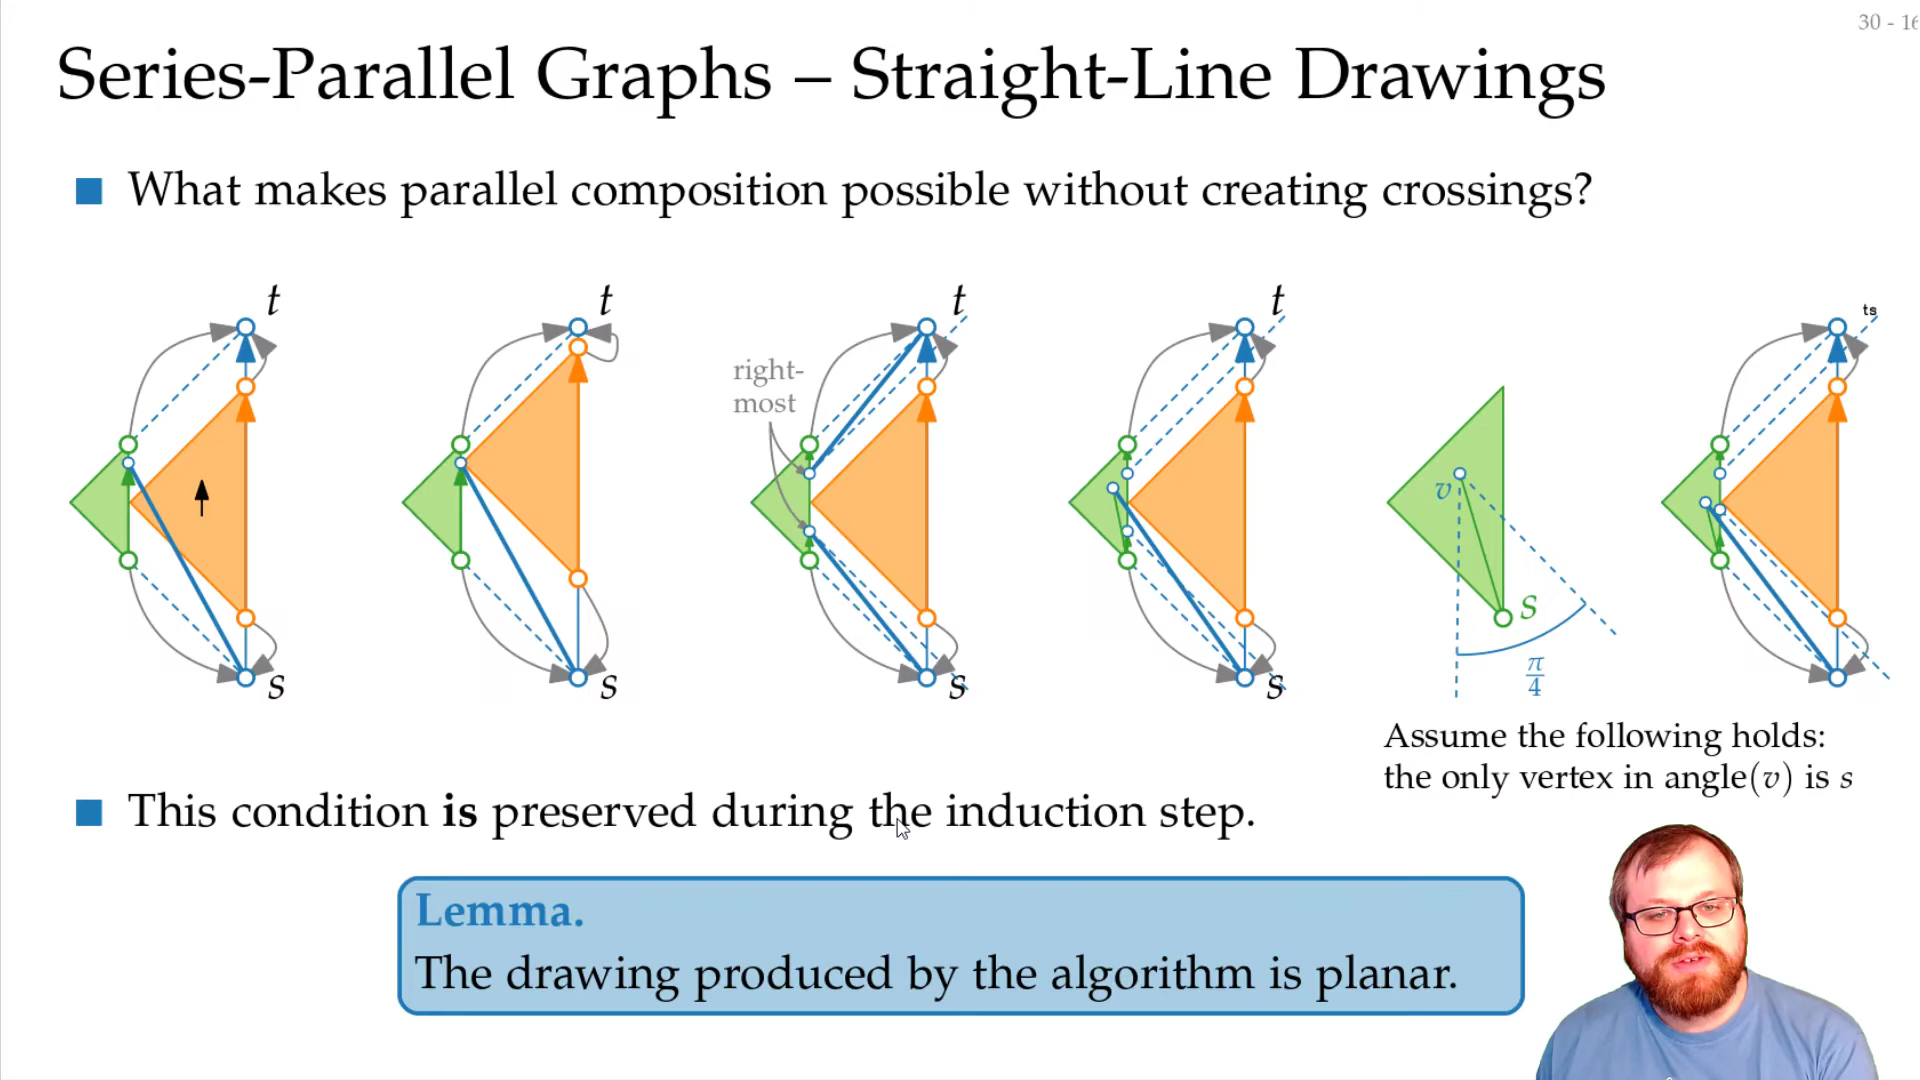 30 - 16
Series-Parallel Graphs – Straight-Line Drawings
What makes parallel composition possible without creating crossings?
t
s
t
s
right-
most
t
s
t
s
v
s
π
4
ts
Assume the following holds:
the only vertex in angle(v) is s
This condition is preserved during the induction step.
Lemma.
The drawing produced by the algorithm is planar.